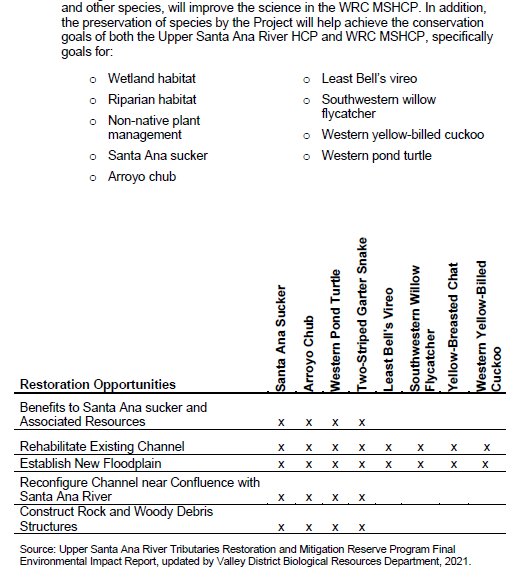 and other species, will improve the science in the WRC MSHCP. In addition,
the preservation of species by the Project will help achieve the conservation
goals of both the Upper Santa Ana River HCP and WRC MSHCP, specifically
goals for:
o Wetland habitat
o Riparian habitat
o Non-native plant
management
o Santa Ana sucker
o Arroyo chub
o Least Bell's vireo
o Southwestern willow
flycatcher
o Western yellow-billed cuckoo
o Western pond turtle
Restoration Opportunities
Santa Ana Sucker
Arroyo Chub
Western Pond Turtle
Two-Striped Garter Snake
Least Bell's Vireo
Southwestern Willow
Flycatcher
Yellow-Breasted Chat
Western Yellow-Billed
Cuckoo
Benefits to Santa Ana sucker and
Associated Resources x x x x
Rehabilitate Existing Channel x x x x x x x x
Establish New Floodplain x x x x x x x x
Reconfigure Channel near Confluence with
Santa Ana River x x x x
Construct Rock and Woody Debris
Structures x x x x
Source: Upper Santa Ana River Tributaries Restoration and Mitigation Reserve Program Final
Environmental Impact Report, updated by Valley District Biological Resources Department, 2021.